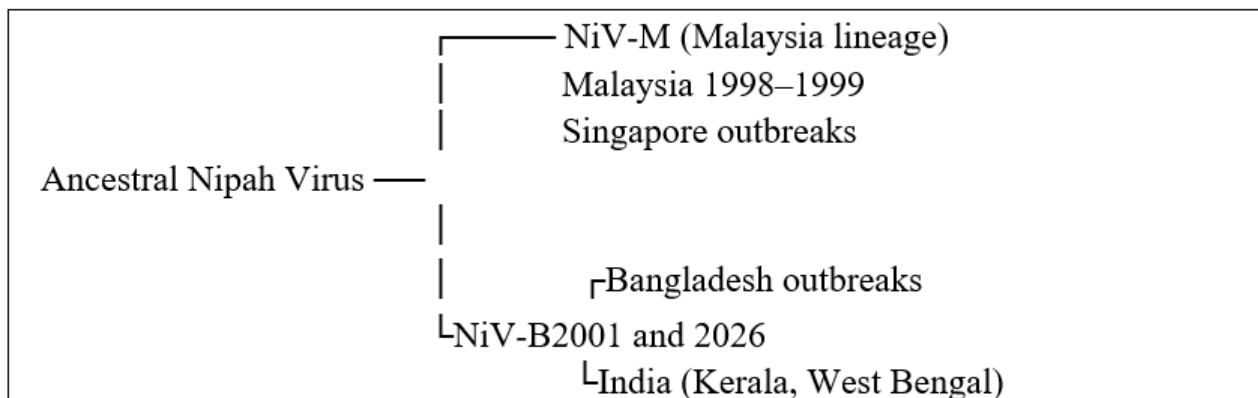 NiV-M (Malaysia lineage)
Malaysia 1998–1999
Singapore outbreaks
Ancestral Nipah Virus
Bangladesh outbreaks
NiV-B2001 and 2026
India (Kerala, West Bengal)